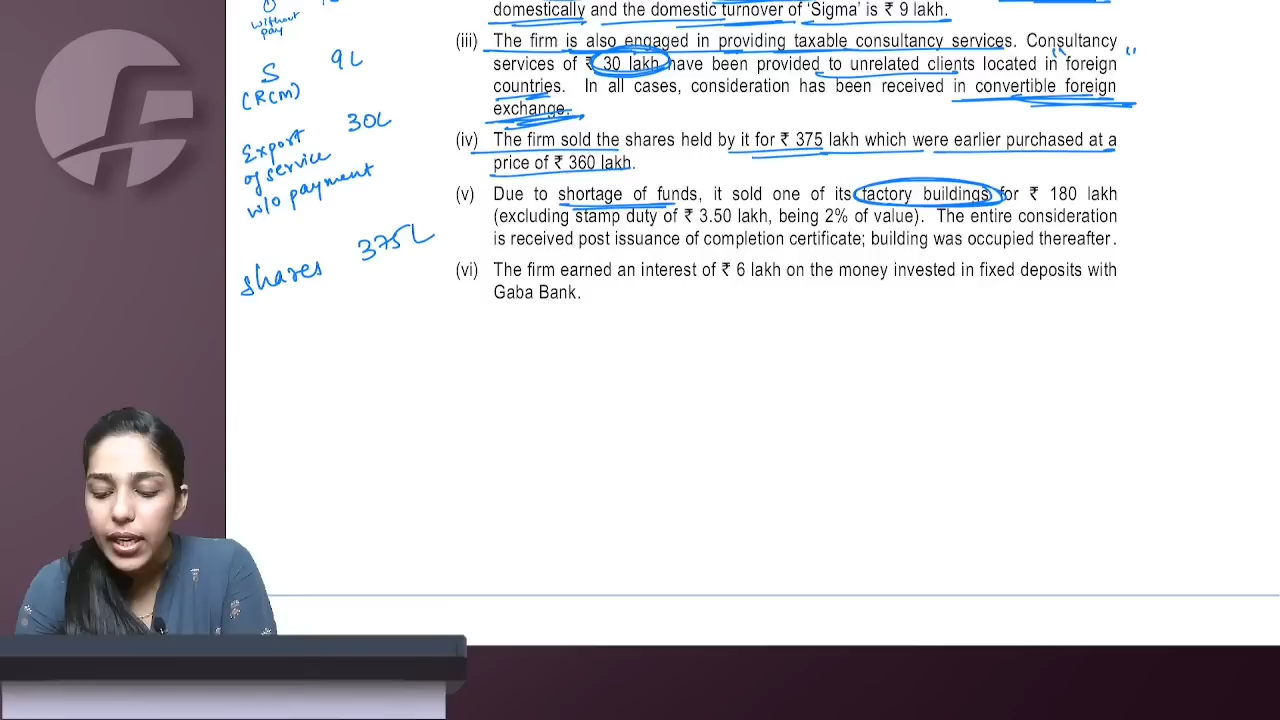 domestically and the domestic turnover of 'Sigma' is ₹ 9 lakh.
without
pay
(iii) The firm is also engaged in providing taxable consultancy services. Consultancy
services of ₹ 30 lakh have been provided to unrelated clients located in foreign
countries. In all cases, consideration has been received in convertible foreign
exchange.
S 9L
(RCM)
Export 30L
of service
w/o payment
(iv) The firm sold the shares held by it for ₹ 375 lakh which were earlier purchased at a
price of ₹ 360 lakh.
(v) Due to shortage of funds, it sold one of its factory buildings for ₹ 180 lakh
(excluding stamp duty of ₹ 3.50 lakh, being 2% of value). The entire consideration
is received post issuance of completion certificate; building was occupied thereafter.
shares 375L
(vi) The firm earned an interest of ₹ 6 lakh on the money invested in fixed deposits with
Gaba Bank.